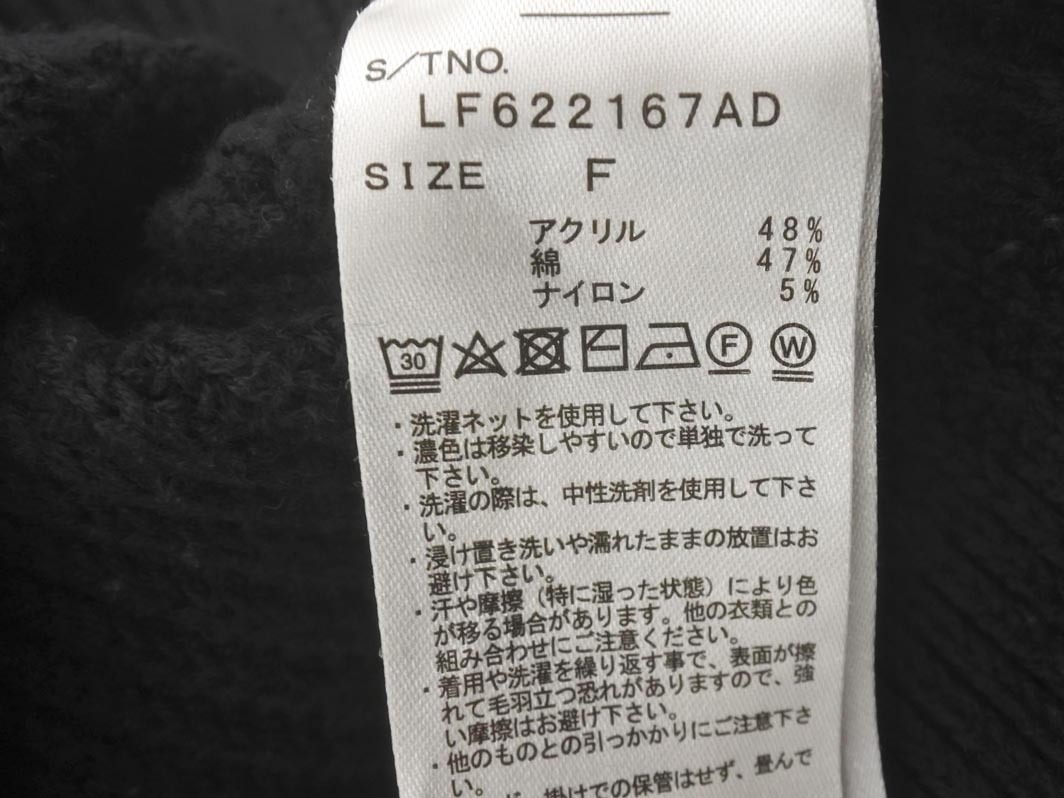 S/TNO.
LF622167AD
SIZE F
アクリル 48%
綿 47%
ナイロン 5%
30 F W
・洗濯ネットを使用して下さい。
・濃色は移染しやすいので単独で洗って
下さい。
・洗濯の際は、中性洗剤を使用して下さ
い。
・浸け置き洗いや濡れたままの放置はお
避け下さい。
・汗や摩擦（特に湿った状態）により色
が移る場合があります。他の衣類との
組み合わせにご注意ください。
・着用や洗濯を繰り返す事で、表面が擦
れて毛羽立つ恐れがありますので、強
い摩擦はお避け下さい。
・他のものとの引っかかりにご注意下さ
い。
掛けでの保管はせず、畳んで